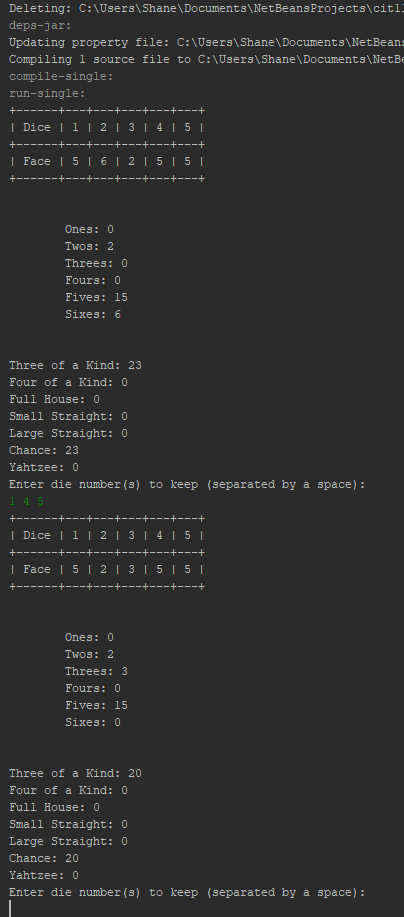 Deleting: C:\Users\Shane\Documents\NetBeansProjects\cit1
deps-jar:
Updating property file: C:\Users\Shane\Documents\NetBeans
Compiling 1 source file to C:\Users\Shane\Documents\NetBe
compile-single:
run-single:
+------+---+---+---+---+---+
| Dice | 1 | 2 | 3 | 4 | 5 |
+------+---+---+---+---+---+
| Face | 5 | 6 | 2 | 5 | 5 |
+------+---+---+---+---+---+
Ones: 0
Twos: 2
Threes: 0
Fours: 0
Fives: 15
Sixes: 6
Three of a Kind: 23
Four of a Kind: 0
Full House: 0
Small Straight: 0
Large Straight: 0
Chance: 23
Yahtzee: 0
Enter die number(s) to keep (separated by a space):
1 4 5
+------+---+---+---+---+---+
| Dice | 1 | 2 | 3 | 4 | 5 |
+------+---+---+---+---+---+
| Face | 5 | 2 | 3 | 5 | 5 |
+------+---+---+---+---+---+
Ones: 0
Twos: 2
Threes: 3
Fours: 0
Fives: 15
Sixes: 0
Three of a Kind: 20
Four of a Kind: 0
Full House: 0
Small Straight: 0
Large Straight: 0
Chance: 20
Yahtzee: 0
Enter die number(s) to keep (separated by a space):